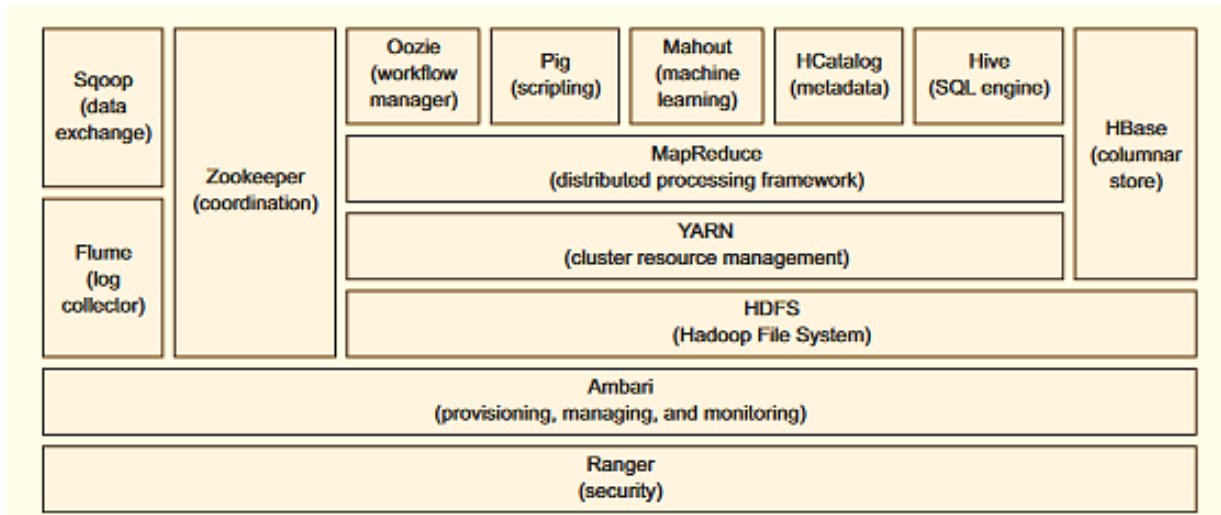 Sqoop
(data
exchange)
Flume
(log
collector)
Zookeeper
(coordination)
Oozie
(workflow
manager)
Pig
(scripting)
Mahout
(machine
learning)
HCatalog
(metadata)
Hive
(SQL engine)
MapReduce
(distributed processing framework)
YARN
(cluster resource management)
HBase
(columnar
store)
HDFS
(Hadoop File System)
Ambari
(provisioning, managing, and monitoring)
Ranger
(security)